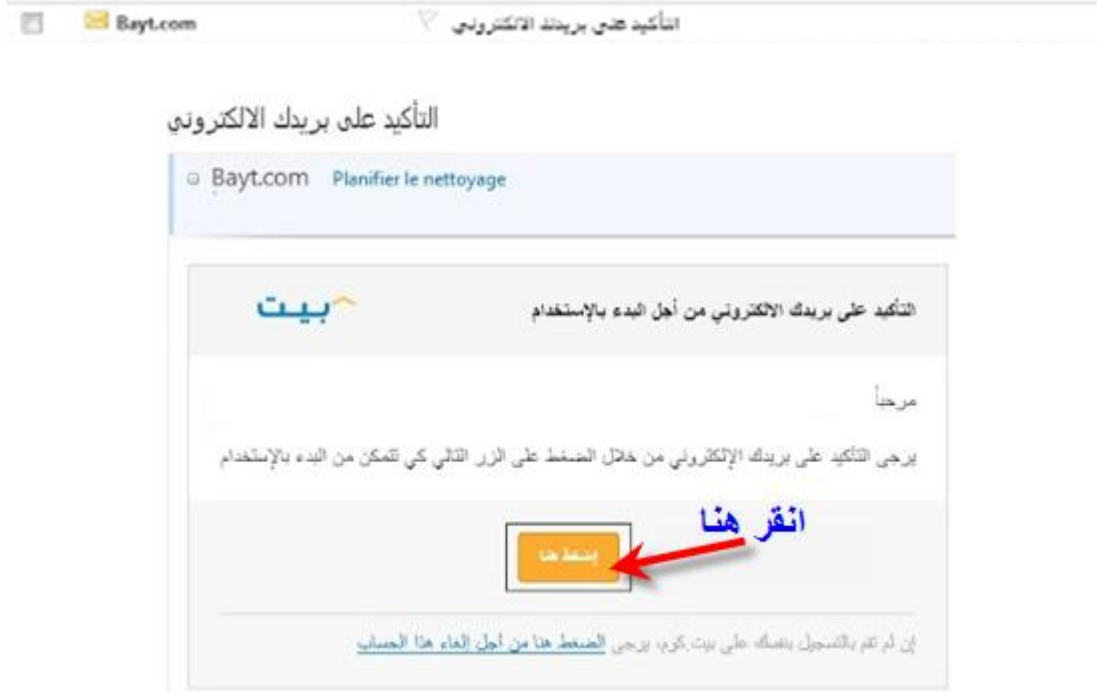 Bayt.com التأكيد على بريدك الالكتروني
التأكيد على بريدك الالكتروني
Bayt.com Planifier le nettoyage
التأكيد على بريدك الالكتروني من أجل البدء بالإستخدام
بيت
مرحباً
يرجى التأكيد على بريدك الإلكتروني من خلال الضغط على الزر التالي كي تتمكن من البدء بالإستخدام
انقر هنا
إضغط هنا
إن لم تقم بالتسجيل بنفسك على بيت.كوم، يرجى الضغط هنا من أجل إلغاء هذا الحساب